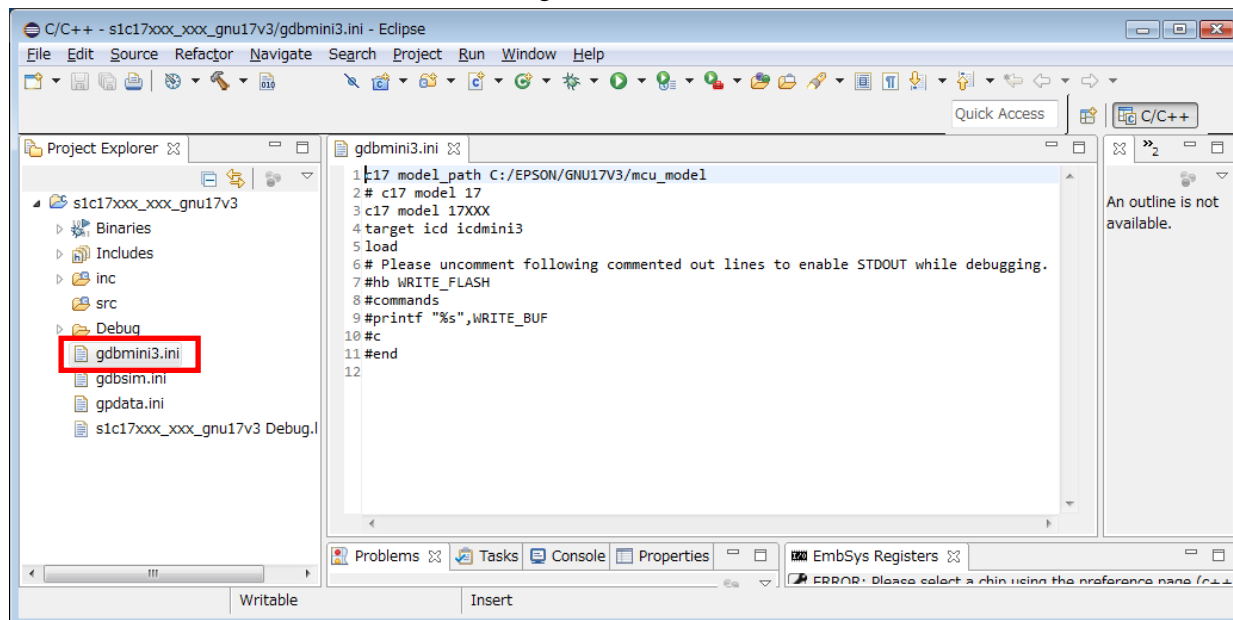 C/C++ - s1c17xxx_xxx_gnu17v3/gdbmini3.ini - Eclipse
File Edit Source Refactor Navigate Search Project Run Window Help
Quick Access
C/C++
Project Explorer
gdbmini3.ini
»2
s1c17xxx_xxx_gnu17v3
Binaries
Includes
inc
src
Debug
gdbmini3.ini
gdbsim.ini
gpdata.ini
s1c17xxx_xxx_gnu17v3 Debug.l
1 c17 model_path C:/EPSON/GNU17V3/mcu_model
2 # c17 model 17
3 c17 model 17XXX
4 target icd icdmini3
5 load
6 # Please uncomment following commented out lines to enable STDOUT while debugging.
7 #hb WRITE_FLASH
8 #commands
9 #printf "%s",WRITE_BUF
10 #c
11 #end
12
An outline is not
available.
Problems Tasks Console Properties
EmbSys Registers
ERROR: Please select a chip using the preference page (c++
Writable Insert